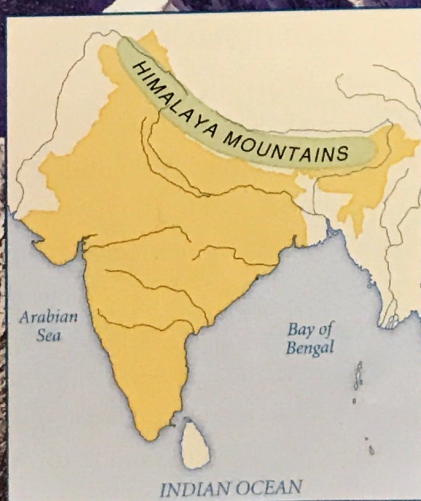 HIMALAYA MOUNTAINS
Arabian
Sea
Bay of
Bengal
INDIAN OCEAN